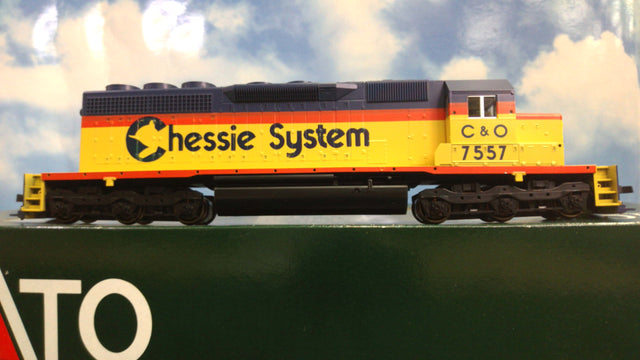 Chessie System
C & O
7557
ATO